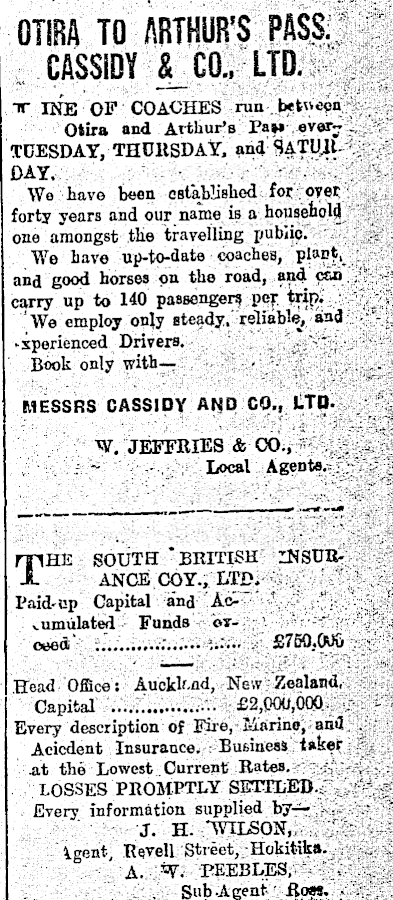 OTIRA TO ARTHUR'S PASS.
CASSIDY & CO., LTD.
INE OF COACHES run between
Otira and Arthur's Pass every
TUESDAY, THURSDAY, and SATUR-
DAY.
We have been established for over
forty years and our name is a household
one amongst the travelling public.
We have up-to-date coaches, plant,
and good horses on the road, and can
carry up to 140 passengers per trip.
We employ only steady, reliable, and
experienced Drivers.
Book only with—
MESSRS CASSIDY AND CO., LTD.
W. JEFFRIES & CO.,
Local Agents.
THE SOUTH BRITISH INSUR-
ANCE COY., LTD.
Paid-up Capital and Ac-
cumulated Funds ex-
ceed .................. £750,000
Head Office: Auckland, New Zealand.
Capital ................. £2,000,000
Every description of Fire, Marine, and
Acicdent Insurance. Business taken
at the Lowest Current Rates.
LOSSES PROMPTLY SETTLED.
Every information supplied by—
J. H. WILSON,
Agent, Revell Street, Hokitika.
A. W. PEEBLES,
Sub-Agent Ross.